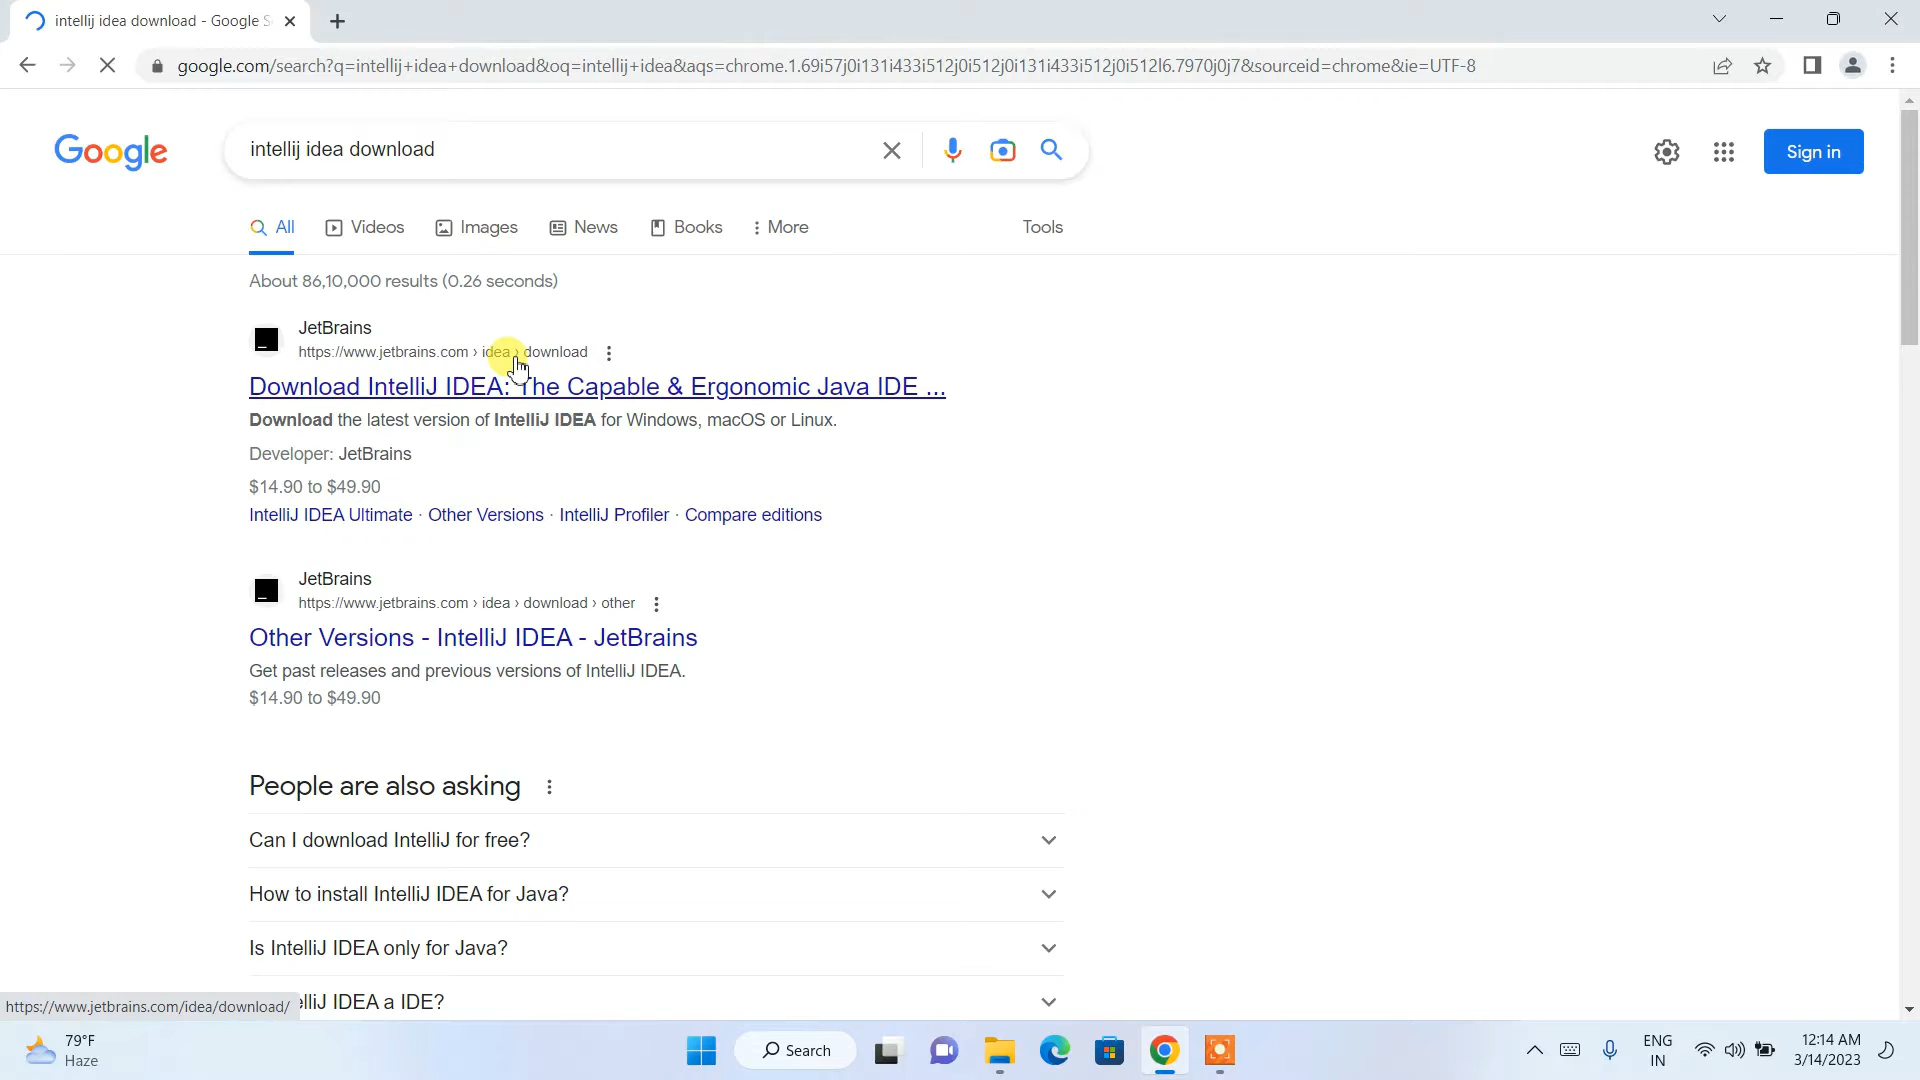 intellij idea download - Google S
google.com/search?q=intellij+idea+download&oq=intellij+idea&aqs=chrome.1.69i57j0i131i433i512j0i512j0i131i433i512j0i512l6.7970j0j7&sourceid=chrome&ie=UTF-8
Google
intellij idea download
Sign in
All Videos Images News Books More Tools
About 86,10,000 results (0.26 seconds)
JetBrains
https://www.jetbrains.com › idea › download
Download IntelliJ IDEA: The Capable & Ergonomic Java IDE ...
Download the latest version of IntelliJ IDEA for Windows, macOS or Linux.
Developer: JetBrains
$14.90 to $49.90
IntelliJ IDEA Ultimate · Other Versions · IntelliJ Profiler · Compare editions
JetBrains
https://www.jetbrains.com › idea › download › other
Other Versions - IntelliJ IDEA - JetBrains
Get past releases and previous versions of IntelliJ IDEA.
$14.90 to $49.90
People are also asking
Can I download IntelliJ for free?
How to install IntelliJ IDEA for Java?
Is IntelliJ IDEA only for Java?
elliJ IDEA a IDE?
https://www.jetbrains.com/idea/download/
79°F
Haze
Search
ENG
IN
12:14 AM
3/14/2023